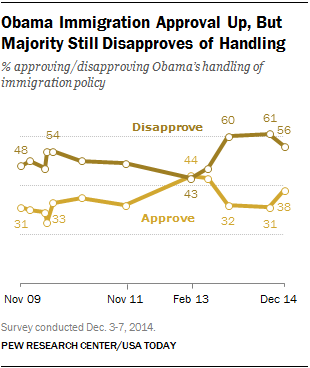 Obama Immigration Approval Up, But
Majority Still Disapproves of Handling
% approving/disapproving Obama's handling of
immigration policy
Disapprove
48
54
43
60
61
56
Approve
31
33
44
32
31
38
Nov 09
Nov 11
Feb 13
Dec 14
Survey conducted Dec. 3-7, 2014.
PEW RESEARCH CENTER/USA TODAY